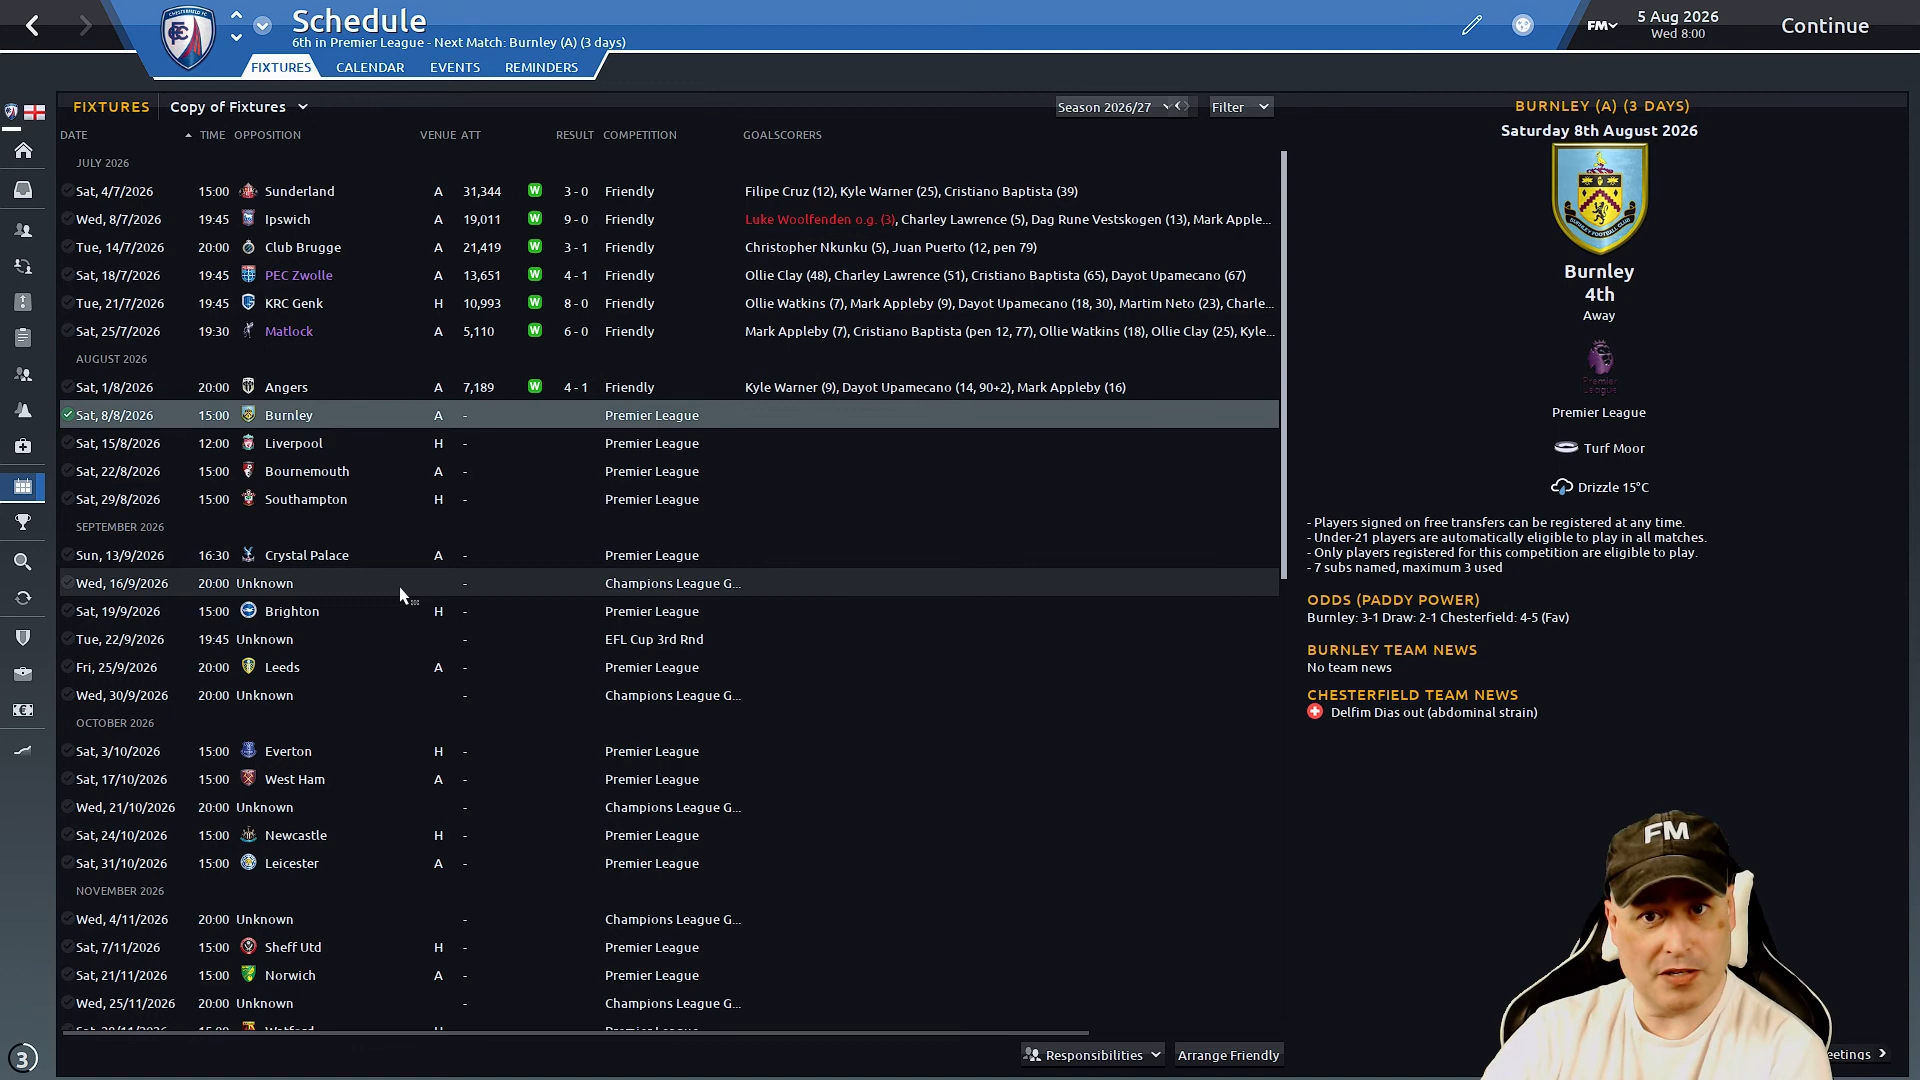 Schedule
6th in Premier League - Next Match: Burnley (A) (3 days)
FM
5 Aug 2026
Wed 8:00
Continue
FIXTURES CALENDAR EVENTS REMINDERS
FIXTURES Copy of Fixtures Season 2026/27 Filter
DATE TIME OPPOSITION VENUE ATT RESULT COMPETITION GOALSCORERS
JULY 2026
Sat, 4/7/2026 15:00 Sunderland A 31,344 W 3 - 0 Friendly Filipe Cruz (12), Kyle Warner (25), Cristiano Baptista (39)
Wed, 8/7/2026 19:45 Ipswich A 19,011 W 9 - 0 Friendly Luke Woolfenden o.g. (3), Charley Lawrence (5), Dag Rune Vestskogen (13), Mark Apple...
Tue, 14/7/2026 20:00 Club Brugge A 21,419 W 3 - 1 Friendly Christopher Nkunku (5), Juan Puerto (12, pen 79)
Sat, 18/7/2026 19:45 PEC Zwolle A 13,651 W 4 - 1 Friendly Ollie Clay (48), Charley Lawrence (51), Cristiano Baptista (65), Dayot Upamecano (67)
Tue, 21/7/2026 19:45 KRC Genk H 10,993 W 8 - 0 Friendly Ollie Watkins (7), Mark Appleby (9), Dayot Upamecano (18, 30), Martim Neto (23), Charle...
Sat, 25/7/2026 19:30 Matlock A 5,110 W 6 - 0 Friendly Mark Appleby (7), Cristiano Baptista (pen 12, 77), Ollie Watkins (18), Ollie Clay (25), Kyle...
AUGUST 2026
Sat, 1/8/2026 20:00 Angers A 7,189 W 4 - 1 Friendly Kyle Warner (9), Dayot Upamecano (14, 90+2), Mark Appleby (16)
Sat, 8/8/2026 15:00 Burnley A - Premier League
Sat, 15/8/2026 12:00 Liverpool H - Premier League
Sat, 22/8/2026 15:00 Bournemouth A - Premier League
Sat, 29/8/2026 15:00 Southampton H - Premier League
SEPTEMBER 2026
Sun, 13/9/2026 16:30 Crystal Palace A - Premier League
Wed, 16/9/2026 20:00 Unknown - Champions League G...
Sat, 19/9/2026 15:00 Brighton H - Premier League
Tue, 22/9/2026 19:45 Unknown - EFL Cup 3rd Rnd
Fri, 25/9/2026 20:00 Leeds A - Premier League
Wed, 30/9/2026 20:00 Unknown - Champions League G...
OCTOBER 2026
Sat, 3/10/2026 15:00 Everton H - Premier League
Sat, 17/10/2026 15:00 West Ham A - Premier League
Wed, 21/10/2026 20:00 Unknown - Champions League G...
Sat, 24/10/2026 15:00 Newcastle H - Premier League
Sat, 31/10/2026 15:00 Leicester A - Premier League
NOVEMBER 2026
Wed, 4/11/2026 20:00 Unknown - Champions League G...
Sat, 7/11/2026 15:00 Sheff Utd H - Premier League
Sat, 21/11/2026 15:00 Norwich A - Premier League
Wed, 25/11/2026 20:00 Unknown - Champions League G...
Responsibilities Arrange Friendly
3
BURNLEY (A) (3 DAYS)
Saturday 8th August 2026
Burnley
4th
Away
Premier League
Premier League
Turf Moor
Drizzle 15°C
- Players signed on free transfers can be registered at any time.
- Under-21 players are automatically eligible to play in all matches.
- Only players registered for this competition are eligible to play.
- 7 subs named, maximum 3 used
ODDS (PADDY POWER)
Burnley: 3-1 Draw: 2-1 Chesterfield: 4-5 (Fav)
BURNLEY TEAM NEWS
No team news
CHESTERFIELD TEAM NEWS
Delfim Dias out (abdominal strain)
FM
eetings